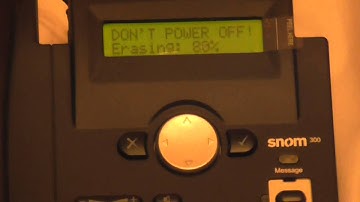 DON'T POWER OFF!
Erasing: 80%
snom 300
Message